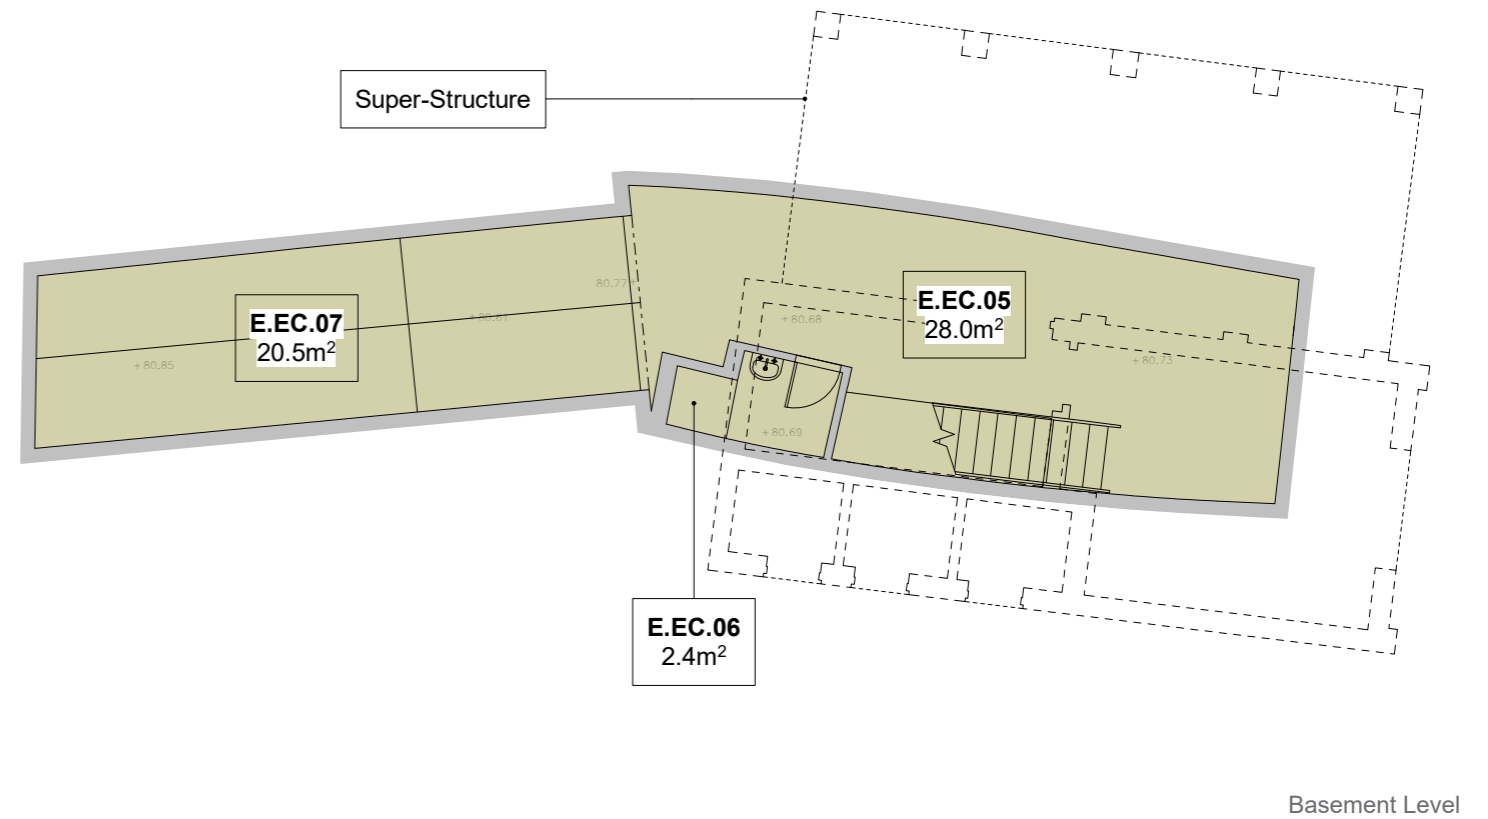 Super-Structure
E.EC.05
28.0m²
80.77+
E.EC.07
20.5m²
+80.68
+80.85
+80.73
+80.69
E.EC.06
2.4m²
Basement Level